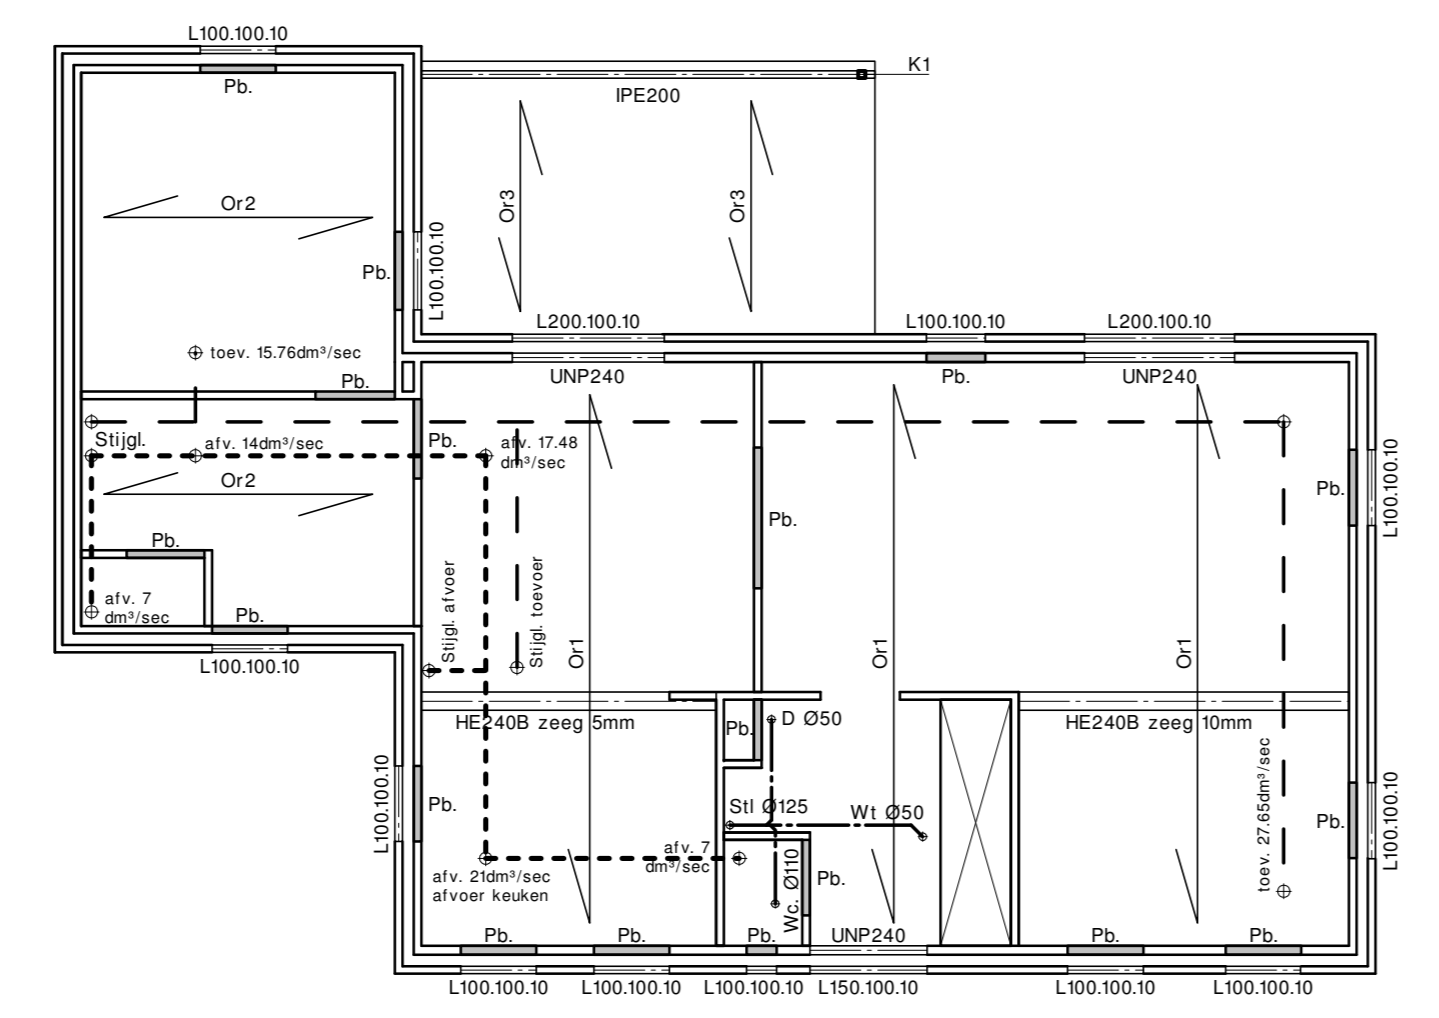 L100.100.10
K1
Pb.
IPE200
Or2
Or3
Or3
Pb.
L100.100.10
L200.100.10
L100.100.10
L200.100.10
toev. 15.76dm³/sec
Pb.
UNP240
Pb.
UNP240
Stijgl.
afv. 14dm³/sec
Pb.
afv. 17.48
dm³/sec
Or2
Pb.
Pb.
L100.100.10
Pb.
afv. 7
dm³/sec
Pb.
L100.100.10
Stijgl. afvoer
Stijgl. toevoer
Or1
Or1
Or1
HE240B zeeg 5mm
Pb.
D Ø50
HE240B zeeg 10mm
L100.100.10
Pb.
Stl Ø125
Wt Ø50
toev. 27.65dm³/sec
Pb.
L100.100.10
afv. 7
dm³/sec
afv. 21dm³/sec
afvoer keuken
Wc. Ø110
Pb.
Pb.
Pb.
Pb.
UNP240
Pb.
Pb.
L100.100.10
L100.100.10
L100.100.10
L150.100.10
L100.100.10
L100.100.10